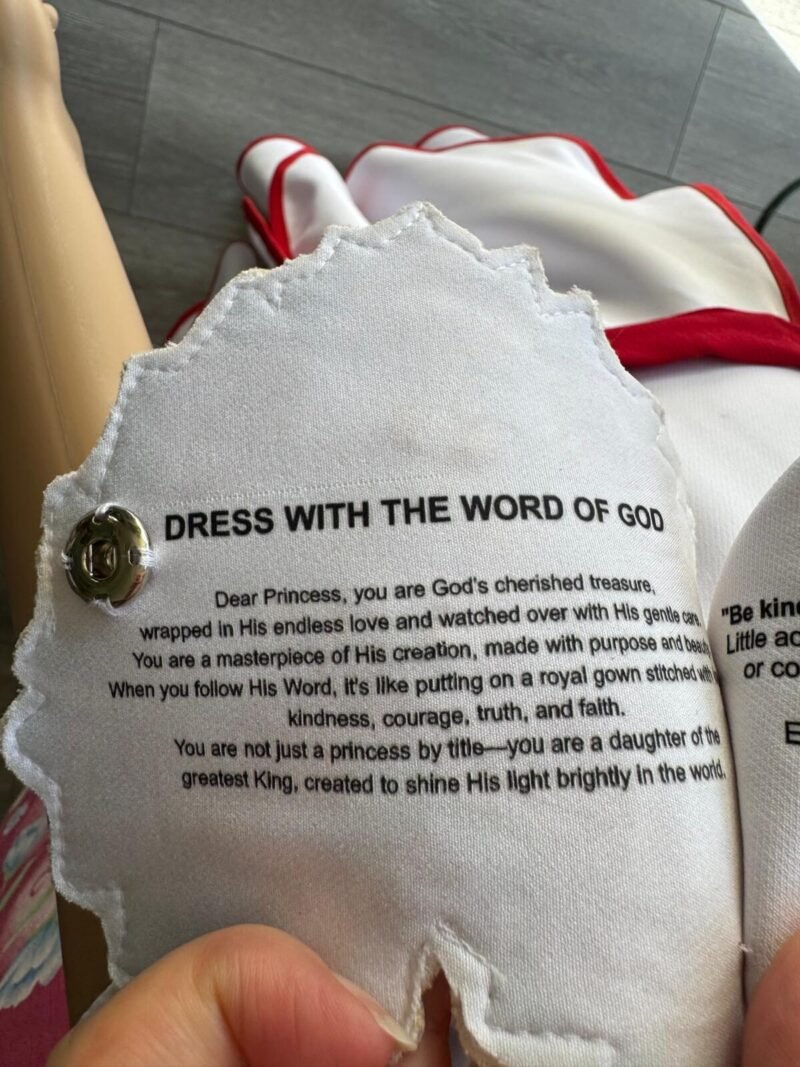 DRESS WITH THE WORD OF GOD
Dear Princess, you are God's cherished treasure,
wrapped in His endless love and watched over with His gentle care.
You are a masterpiece of His creation, made with purpose and
When you follow His Word, it's like putting on a royal gown stitched with
kindness, courage, truth, and faith.
You are not just a princess by title—you are a daughter of the
greatest King, created to shine His light brightly in the world.
"Be
Little
or